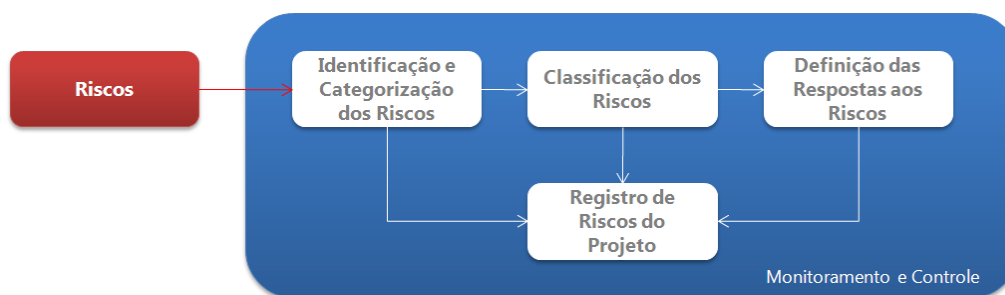 Riscos
Identificação e
Categorização
dos Riscos
Classificação dos
Riscos
Definição das
Respostas aos
Riscos
Registro de
Riscos do
Projeto
Monitoramento e Controle